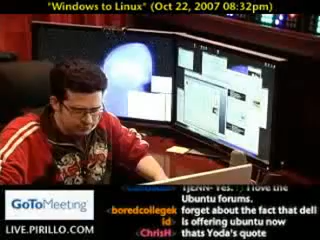 "Windows to Linux" (Oct 22, 2007 08:32pm)
TJENN- Yes. I love the
Ubuntu forums.
<boredcollegek forget about the fact that dell
id> is offering ubuntu now
<ChrisH> thats Yoda's quote
GoToMeeting
LIVE.PIRILLO.COM